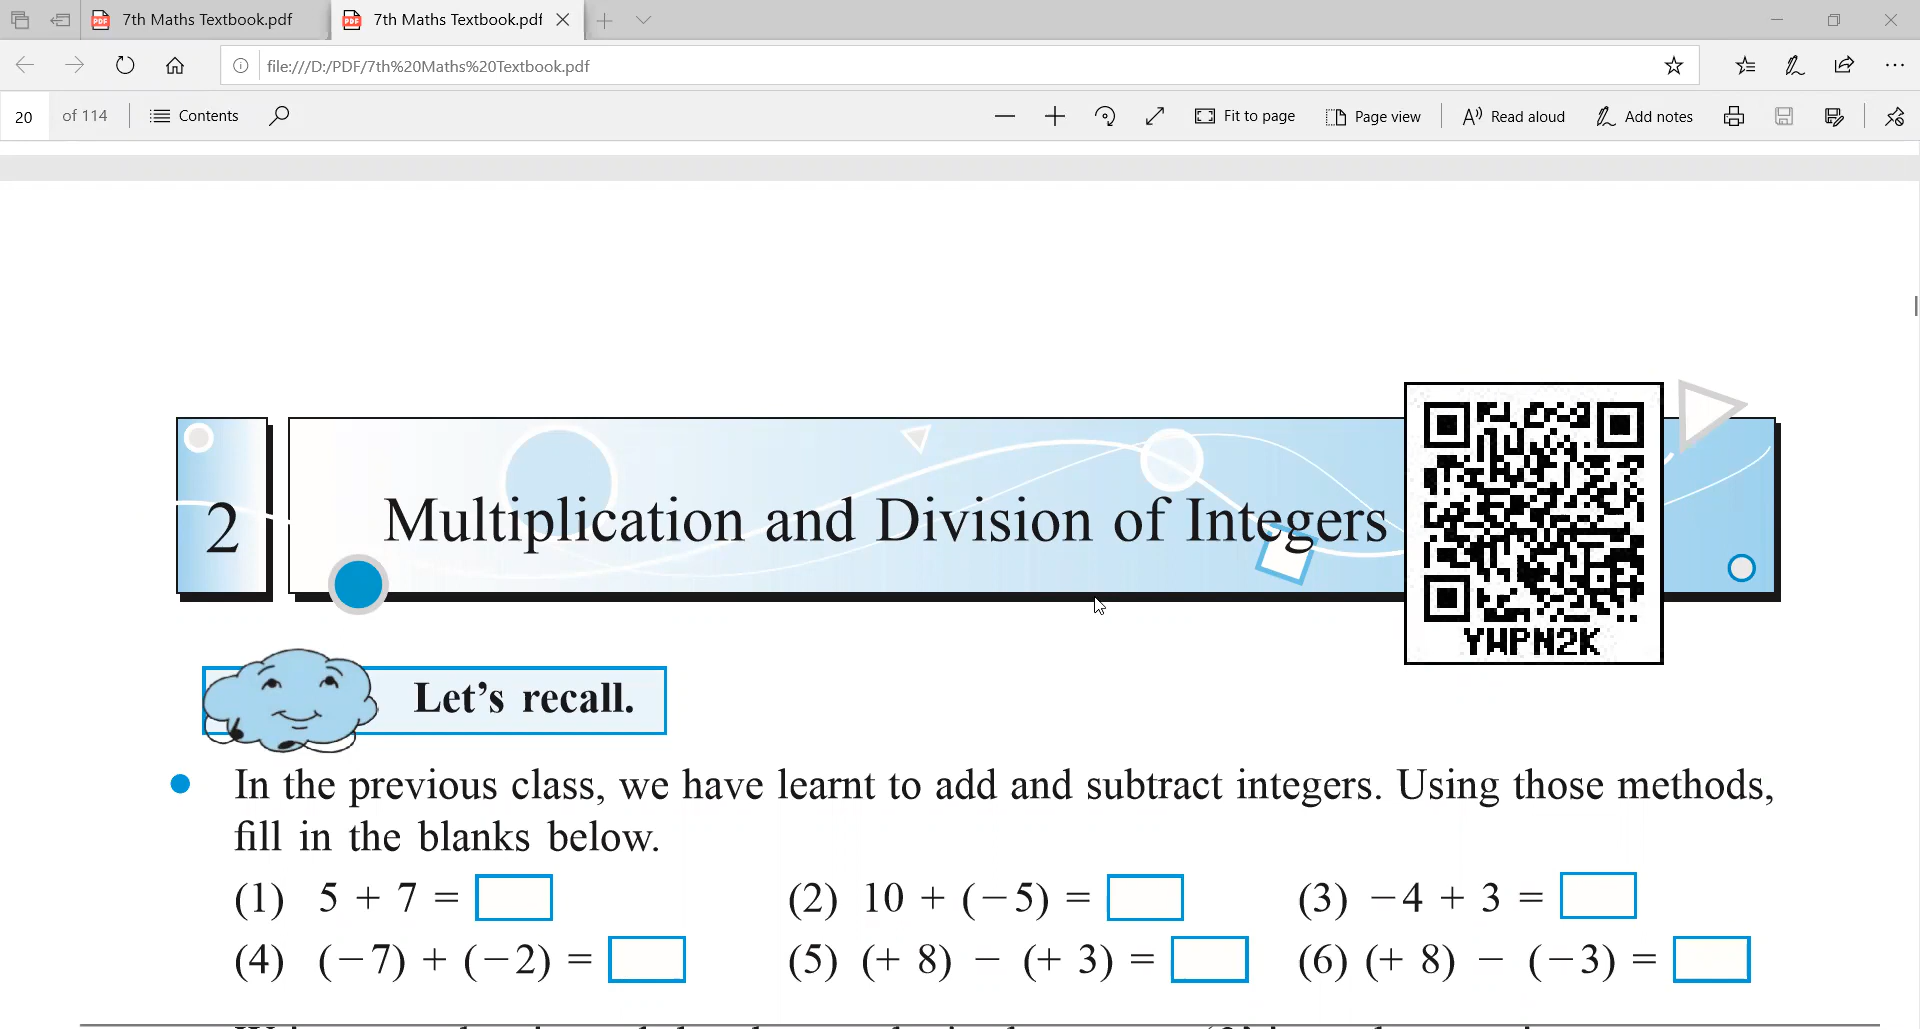 7th Maths Textbook.pdf 7th Maths Textbook.pdf
file:///D:/PDF/7th%20Maths%20Textbook.pdf
20 of 114 Contents Fit to page Page view Read aloud Add notes
2 Multiplication and Division of Integers
YWPN2K
Let's recall.
In the previous class, we have learnt to add and subtract integers. Using those methods,
fill in the blanks below.
(1) 5 + 7 = (2) 10 + (−5) = (3) −4 + 3 =
(4) (−7) + (−2) = (5) (+ 8) − (+ 3) = (6) (+ 8) − (−3) =